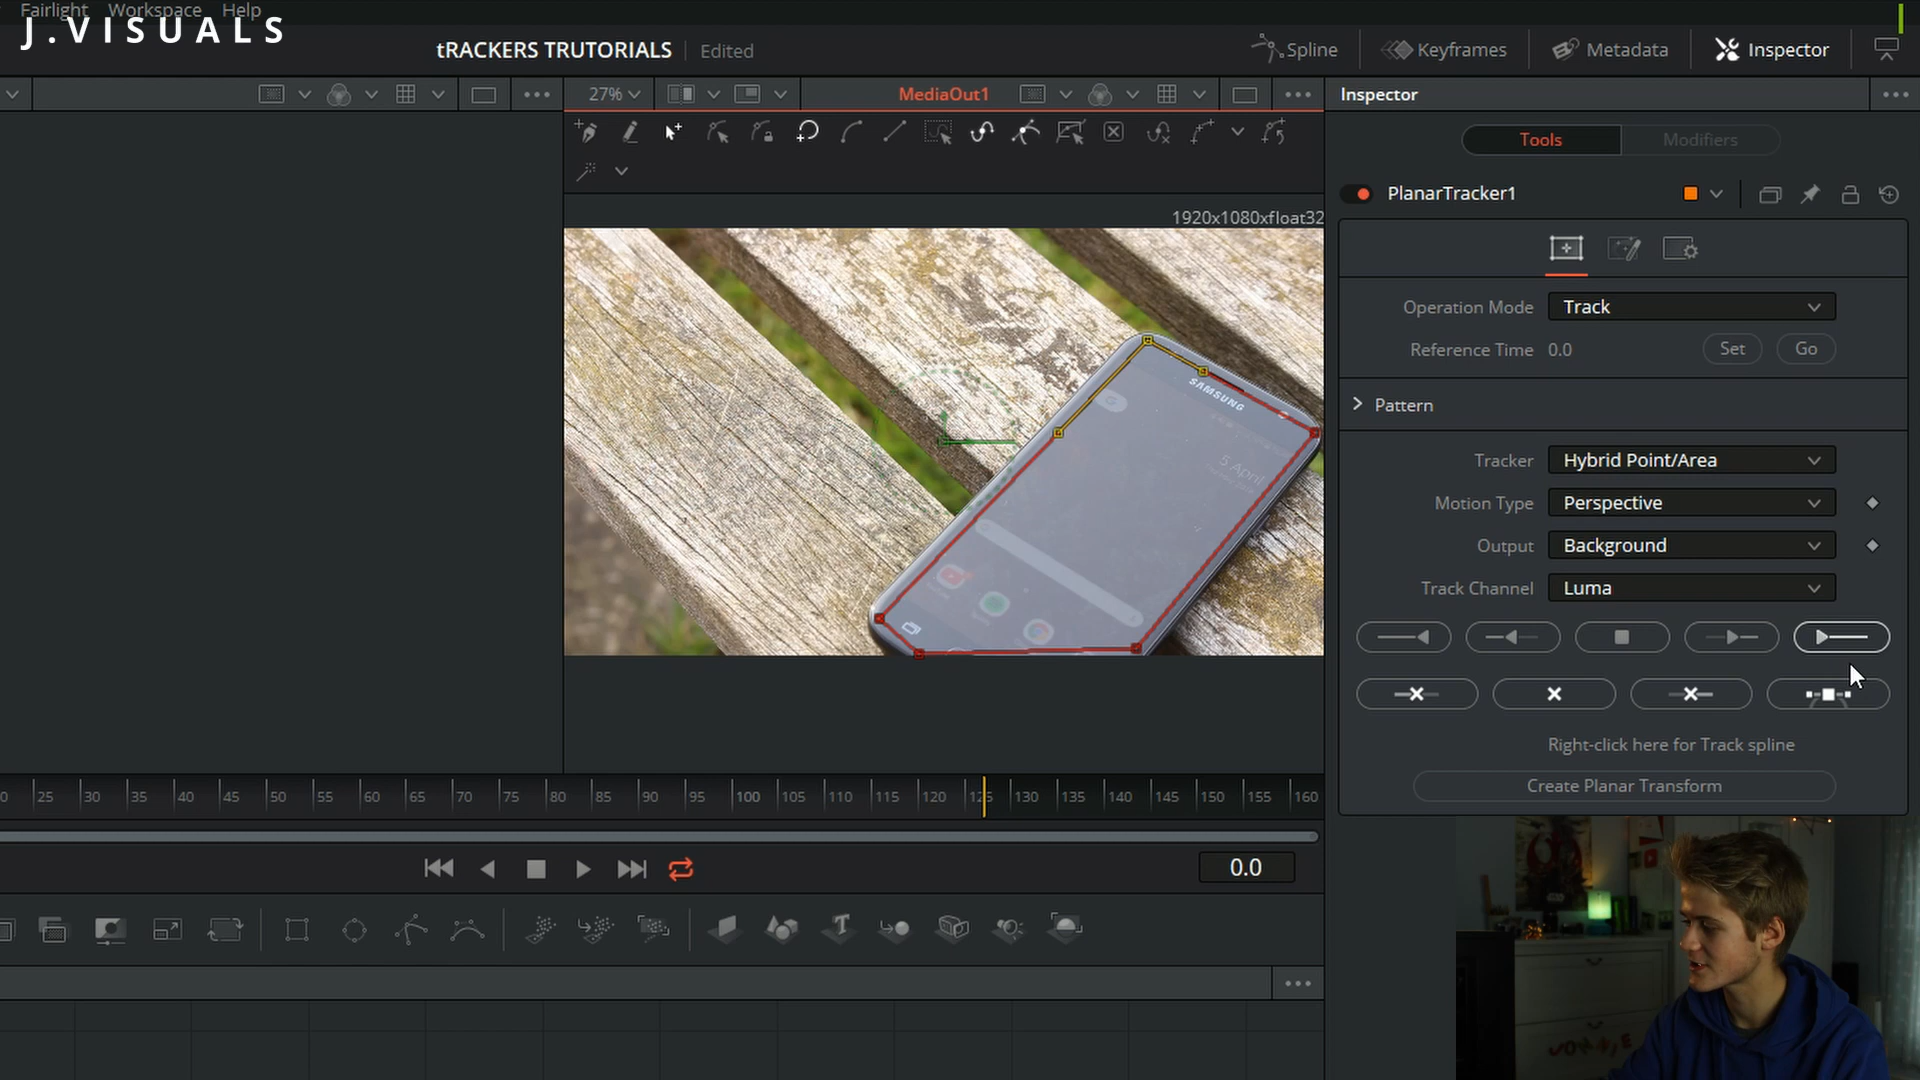 Fairlight Workspace Help
J.VISUALS
tRACKERS TRUTORIALS Edited
Spline Keyframes Metadata Inspector
27% MediaOut1 Inspector
Tools Modifiers
PlanarTracker1
1920x1080xfloat32
Operation Mode Track
Reference Time 0.0 Set Go
Pattern
SAMSUNG
5 April
Tracker Hybrid Point/Area
Motion Type Perspective
Output Background
Track Channel Luma
Right-click here for Track spline
Create Planar Transform
25 30 35 40 45 50 55 60 65 70 75 80 85 90 95 100 105 110 115 120 125 130 135 140 145 150 155 160
0.0